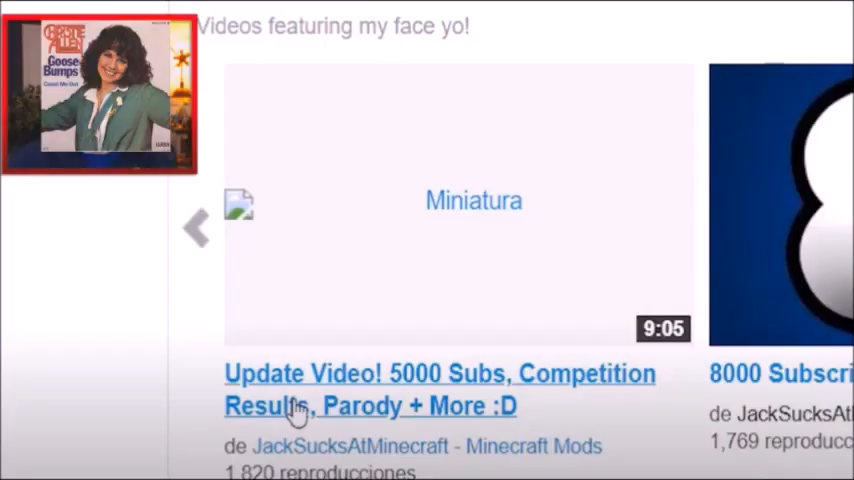 Videos featuring my face yo!
CHRISTIE
ALLEN
Goose-
Bumps
Miniatura
9:05
Update Video! 5000 Subs, Competition
Results, Parody + More :D
de JackSucksAtMinecraft - Minecraft Mods
1,820 reproducciones
8000 Subscri
de JackSucksAt
1,769 reproducc